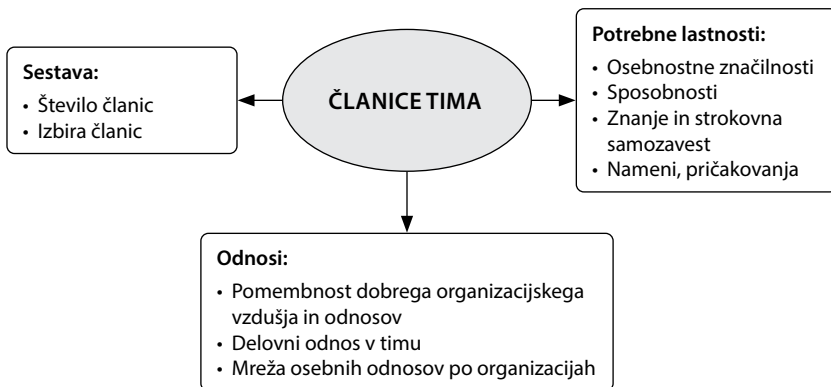 Sestava:
• Število članic
• Izbira članic
ČLANICE TIMA
Potrebne lastnosti:
• Osebnostne značilnosti
• Sposobnosti
• Znanje in strokovna
samozavest
• Nameni, pričakovanja
Odnosi:
• Pomembnost dobrega organizacijskega
vzdušja in odnosov
• Delovni odnos v timu
• Mreža osebnih odnosov po organizacijah